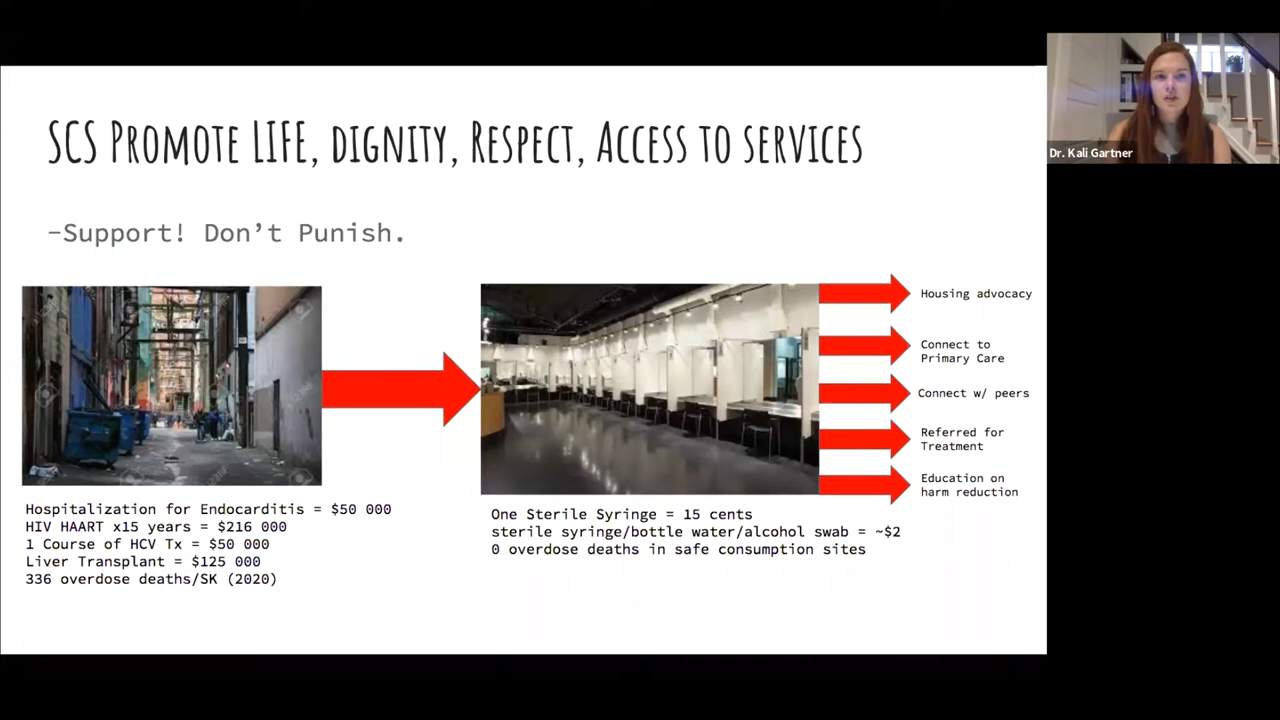 SCS Promote LIFE, dignity, Respect, Access to services
-Support! Don't Punish.
Hospitalization for Endocarditis = $50 000
HIV HAART x15 years = $216 000
1 Course of HCV Tx = $50 000
Liver Transplant = $125 000
336 overdose deaths/SK (2020)
One Sterile Syringe = 15 cents
sterile syringe/bottle water/alcohol swab = ~$2
0 overdose deaths in safe consumption sites
Housing advocacy
Connect to
Primary Care
Connect w/ peers
Referred for
Treatment
Education on
harm reduction
Dr. Kali Gartner